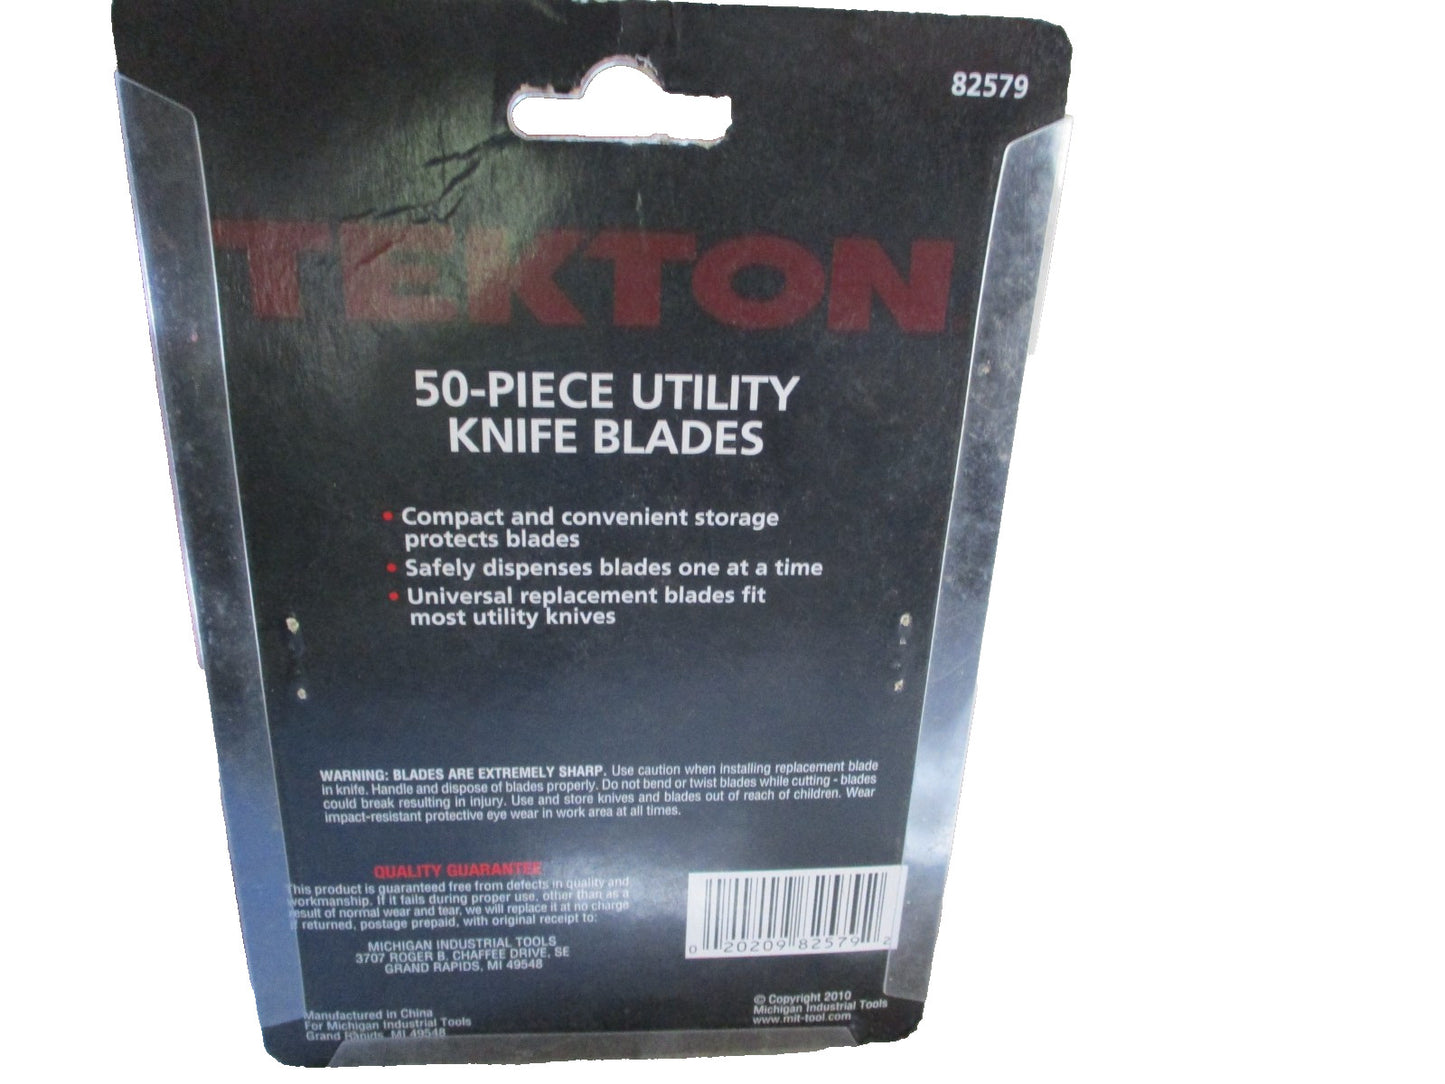 82579
TEKTON
50-PIECE UTILITY
KNIFE BLADES
• Compact and convenient storage
protects blades
• Safely dispenses blades one at a time
• Universal replacement blades fit
most utility knives
WARNING: BLADES ARE EXTREMELY SHARP. Use caution when installing replacement blade
in knife. Handle and dispose of blades properly. Do not bend or twist blades while cutting - blades
could break resulting in injury. Use and store knives and blades out of reach of children. Wear
impact-resistant protective eye wear in work area at all times.
QUALITY GUARANTEE
This product is guaranteed free from defects in quality and
workmanship. If it fails during proper use, other than as a
result of normal wear and tear, we will replace it at no charge
if returned, postage prepaid, with original receipt to:
MICHIGAN INDUSTRIAL TOOLS
3707 ROGER B. CHAFFEE DRIVE, SE
GRAND RAPIDS, MI 49548
0 20209 82579 2
Manufactured in China
For Michigan Industrial Tools
Grand Rapids, MI 49548
© Copyright 2010
Michigan Industrial Tools
www.mit-tool.com